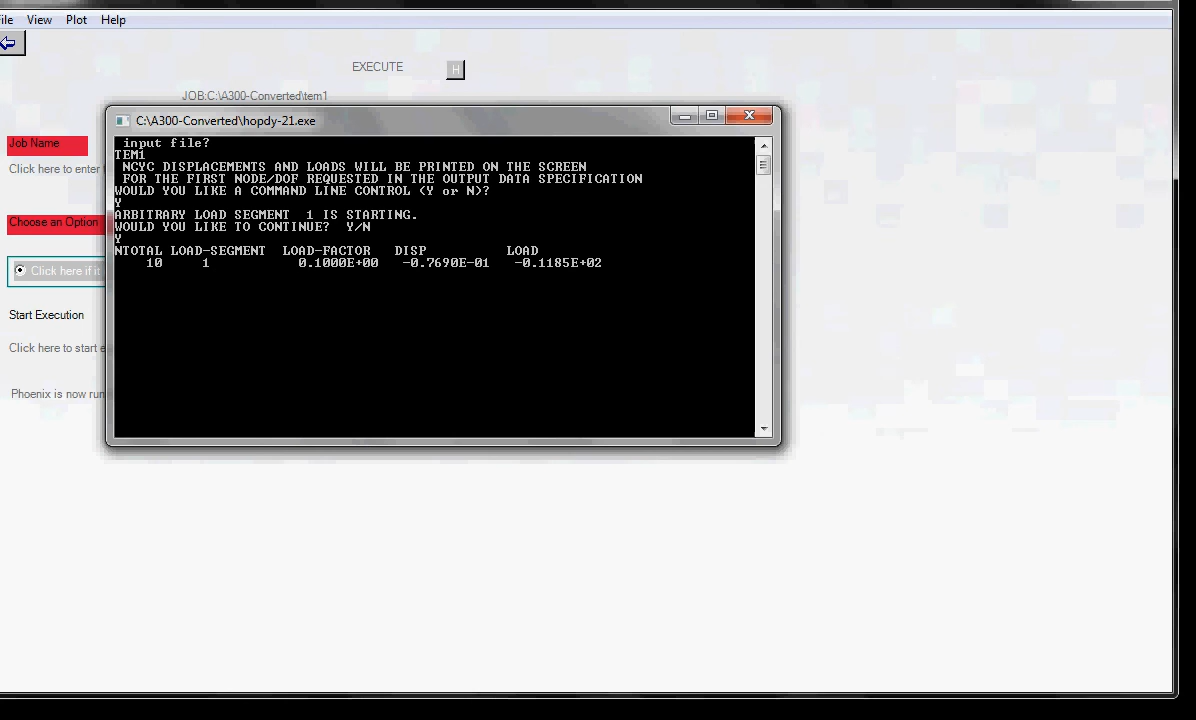 ile View Plot Help
EXECUTE H
JOB:C:\A300-Converted\tem1
C:\A300-Converted\hopdy-21.exe
input file?
TEM1
NCYC DISPLACEMENTS AND LOADS WILL BE PRINTED ON THE SCREEN
FOR THE FIRST NODE/DOF REQUESTED IN THE OUTPUT DATA SPECIFICATION
WOULD YOU LIKE A COMMAND LINE CONTROL (Y or N)?
Y
ARBITRARY LOAD SEGMENT 1 IS STARTING.
WOULD YOU LIKE TO CONTINUE? Y/N
Y
NTOTAL LOAD-SEGMENT LOAD-FACTOR DISP LOAD
10 1 0.1000E+00 -0.7690E-01 -0.1185E+02
Job Name
Click here to enter
Choose an Option
Click here if it
Start Execution
Click here to start e
Phoenix is now run